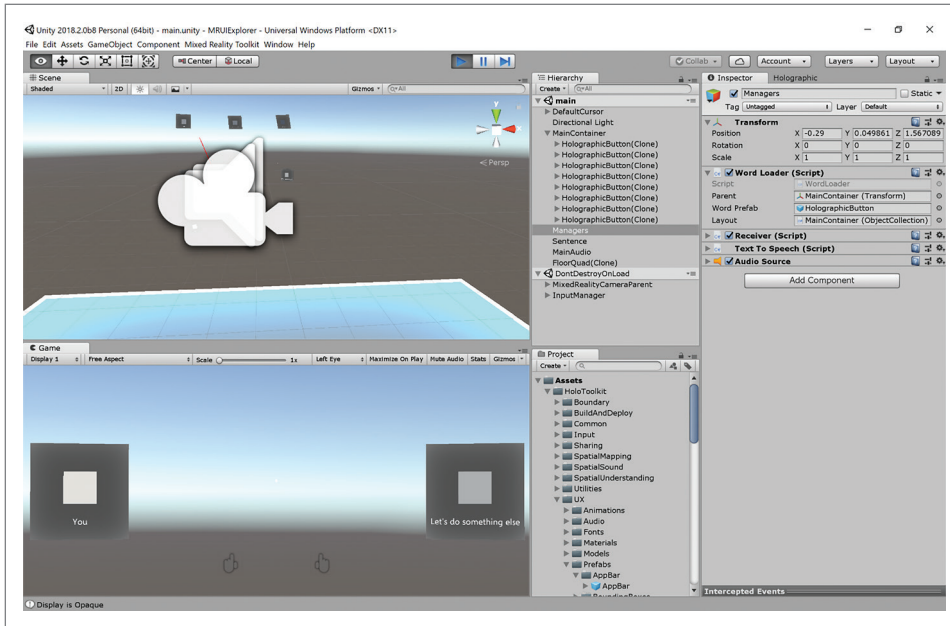 Unity 2018.2.0b8 Personal (64bit) - main.unity - MRUIExplorer - Universal Windows Platform <DX11>
File Edit Assets GameObject Component Mixed Reality Toolkit Window Help
Center Local
Collab Account Layers Layout
Scene
Shaded 2D Gizmos All
y
x
z
Persp
Game
Display 1 Free Aspect Scale 1x Left Eye Maximize On Play Mute Audio Stats Gizmos
You
Let's do something else
Hierarchy
Create All
main
DefaultCursor
Directional Light
MainContainer
HolographicButton(Clone)
HolographicButton(Clone)
HolographicButton(Clone)
HolographicButton(Clone)
HolographicButton(Clone)
HolographicButton(Clone)
HolographicButton(Clone)
HolographicButton(Clone)
Managers
Sentence
MainAudio
FloorQuad(Clone)
DontDestroyOnLoad
MixedRealityCameraParent
InputManager
Project
Create
Assets
HoloToolkit
Boundary
BuildAndDeploy
Common
Input
Sharing
SpatialMapping
SpatialSound
SpatialUnderstanding
Utilities
UX
Animations
Audio
Fonts
Materials
Models
Prefabs
AppBar
AppBar
BoundingBoxes
Inspector Holographic
Managers Static
Tag Untagged Layer Default
Transform
Position X -0.29 Y 0.049861 Z 1.567089
Rotation X 0 Y 0 Z 0
Scale X 1 Y 1 Z 1
Word Loader (Script)
Script WordLoader
Parent MainContainer (Transform)
Word Prefab HolographicButton
Layout MainContainer (ObjectCollection)
Receiver (Script)
Text To Speech (Script)
Audio Source
Add Component
Intercepted Events
Display is Opaque